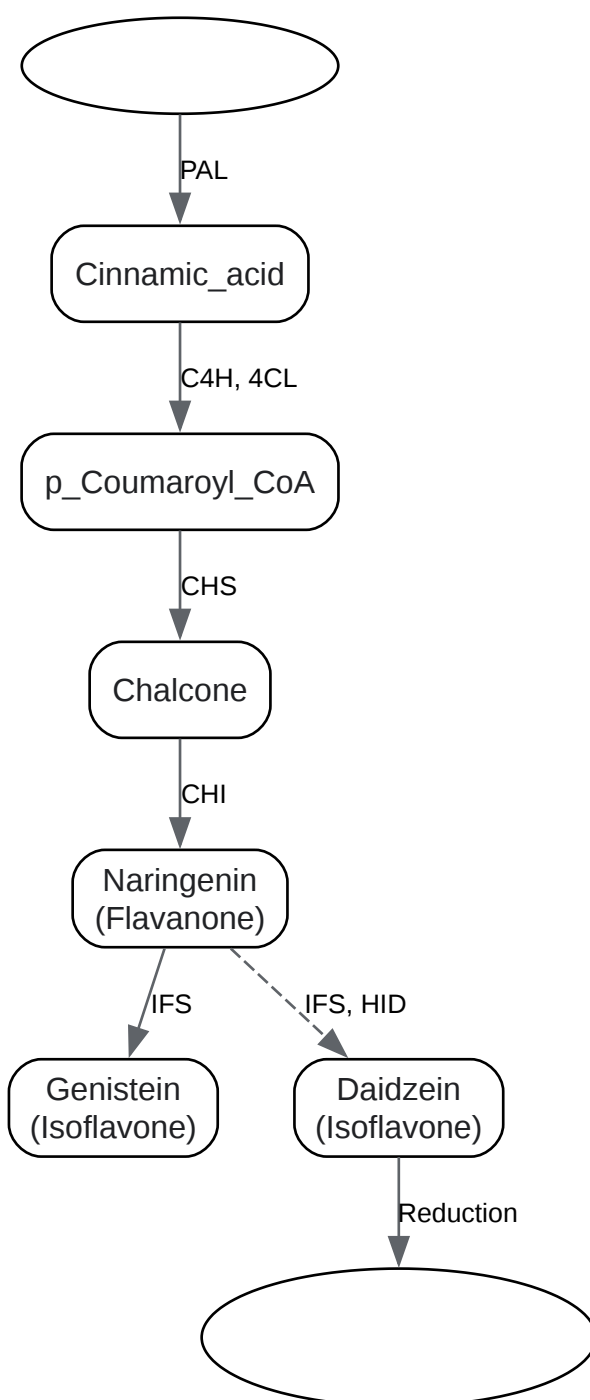 PAL
Cinnamic_acid
C4H, 4CL
p_Coumaroyl_CoA
CHS
Chalcone
CHI
Naringenin
(Flavanone)
IFS
IFS, HID
Genistein
(Isoflavone)
Daidzein
(Isoflavone)
Reduction